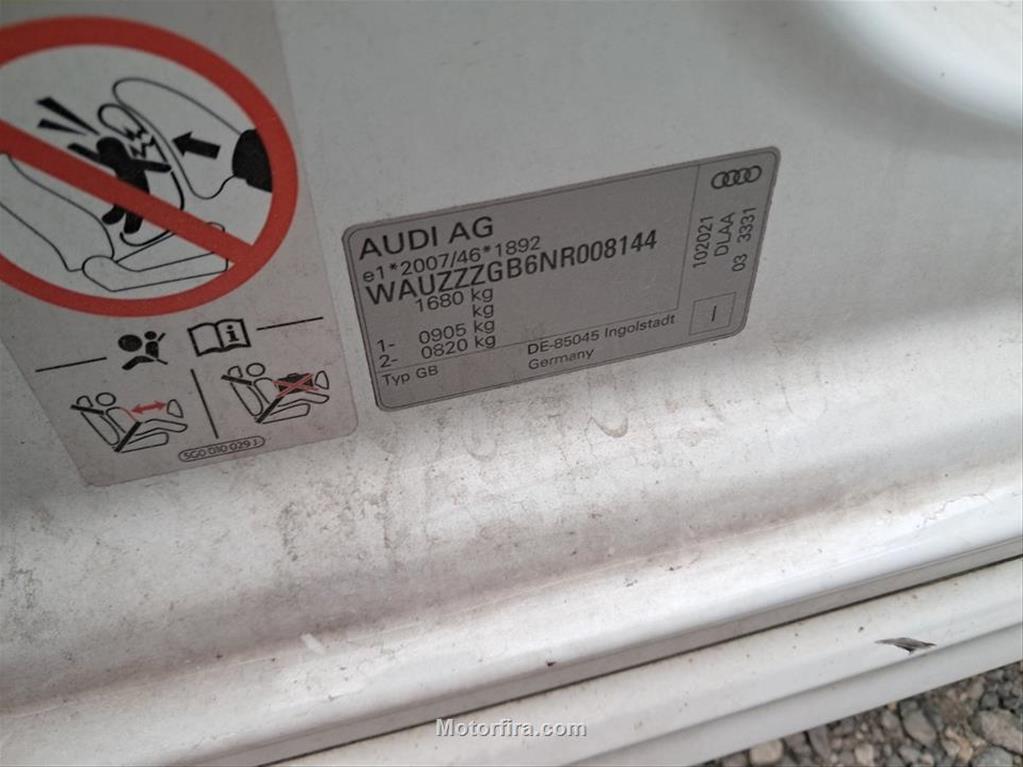 AUDI AG
e1*2007/46*1892
WAUZZZGB6NR008144
1680 kg
kg
1- 0905 kg
2- 0820 kg
Typ GB
DE-85045 Ingolstadt
Germany
102021
DLAA
03 3331
I
5G0 010 029 J
Motorfira.com